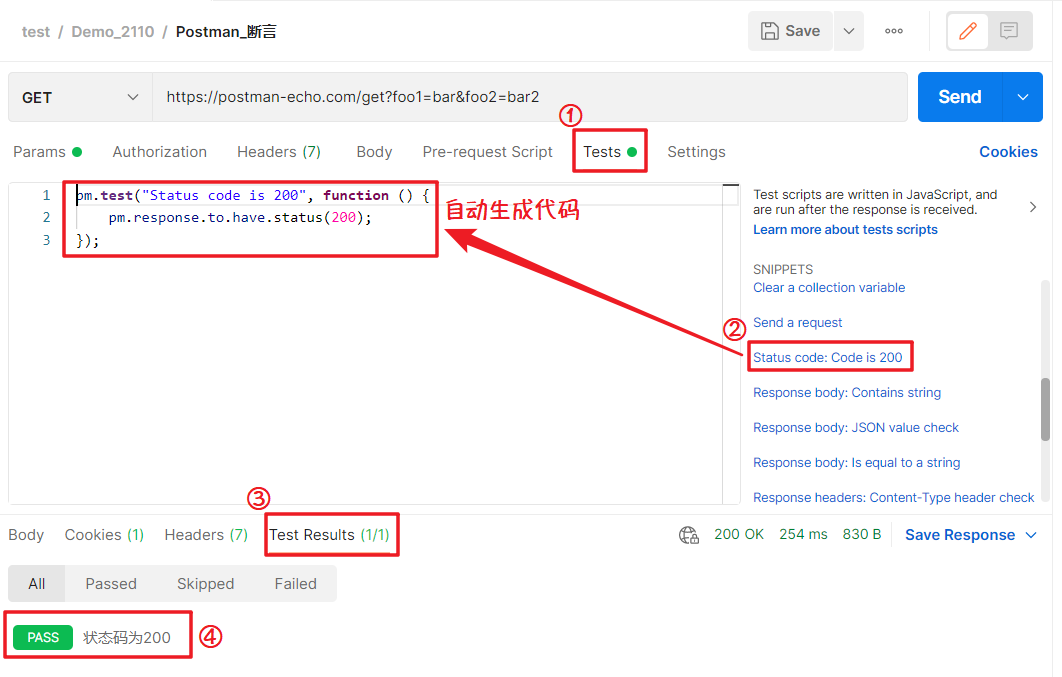 test / Demo_2110 / Postman_断言
Save
GET
https://postman-echo.com/get?foo1=bar&foo2=bar2
Send
①
Params
Authorization
Headers (7)
Body
Pre-request Script
Tests
Settings
Cookies
1 pm.test("Status code is 200", function () {
2 pm.response.to.have.status(200);
3 });
自动生成代码
Test scripts are written in JavaScript, and
are run after the response is received.
Learn more about tests scripts
SNIPPETS
Clear a collection variable
Send a request
②
Status code: Code is 200
Response body: Contains string
Response body: JSON value check
Response body: Is equal to a string
Response headers: Content-Type header check
③
Body
Cookies (1)
Headers (7)
Test Results (1/1)
200 OK
254 ms
830 B
Save Response
All
Passed
Skipped
Failed
PASS 状态码为200
④